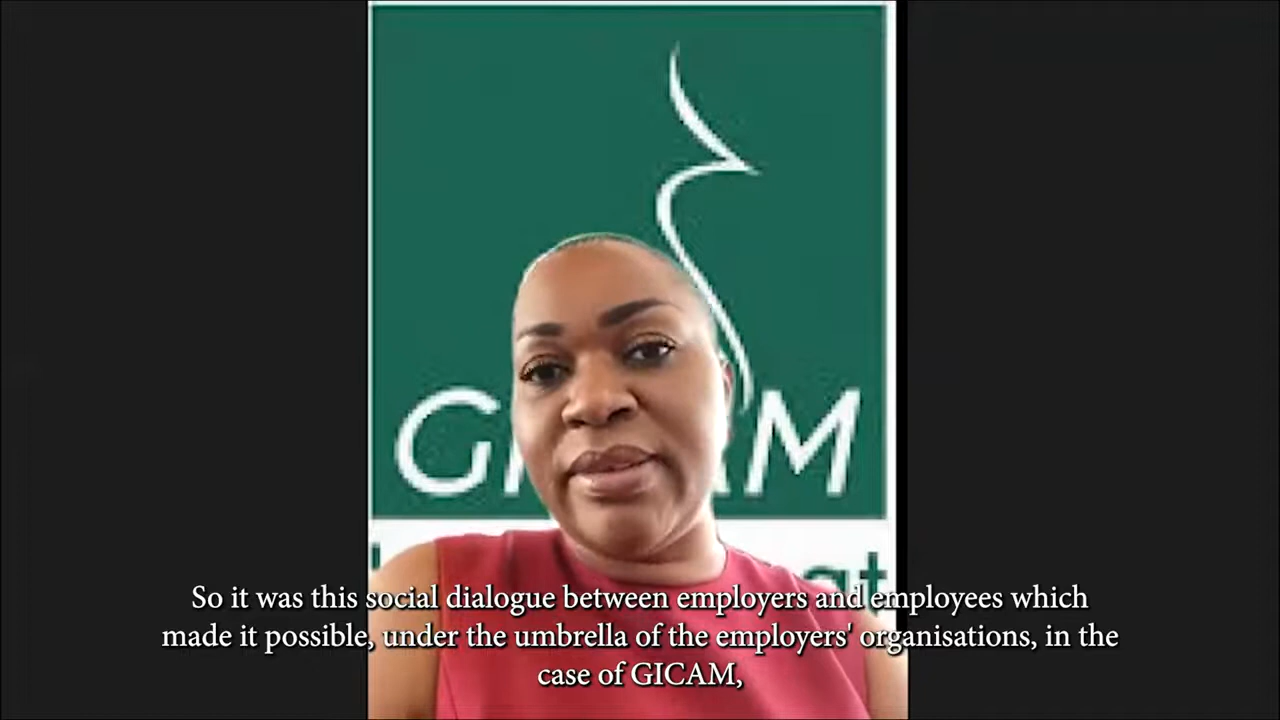 GICAM
So it was this social dialogue between employers and employees which
made it possible, under the umbrella of the employers' organisations, in the
case of GICAM,